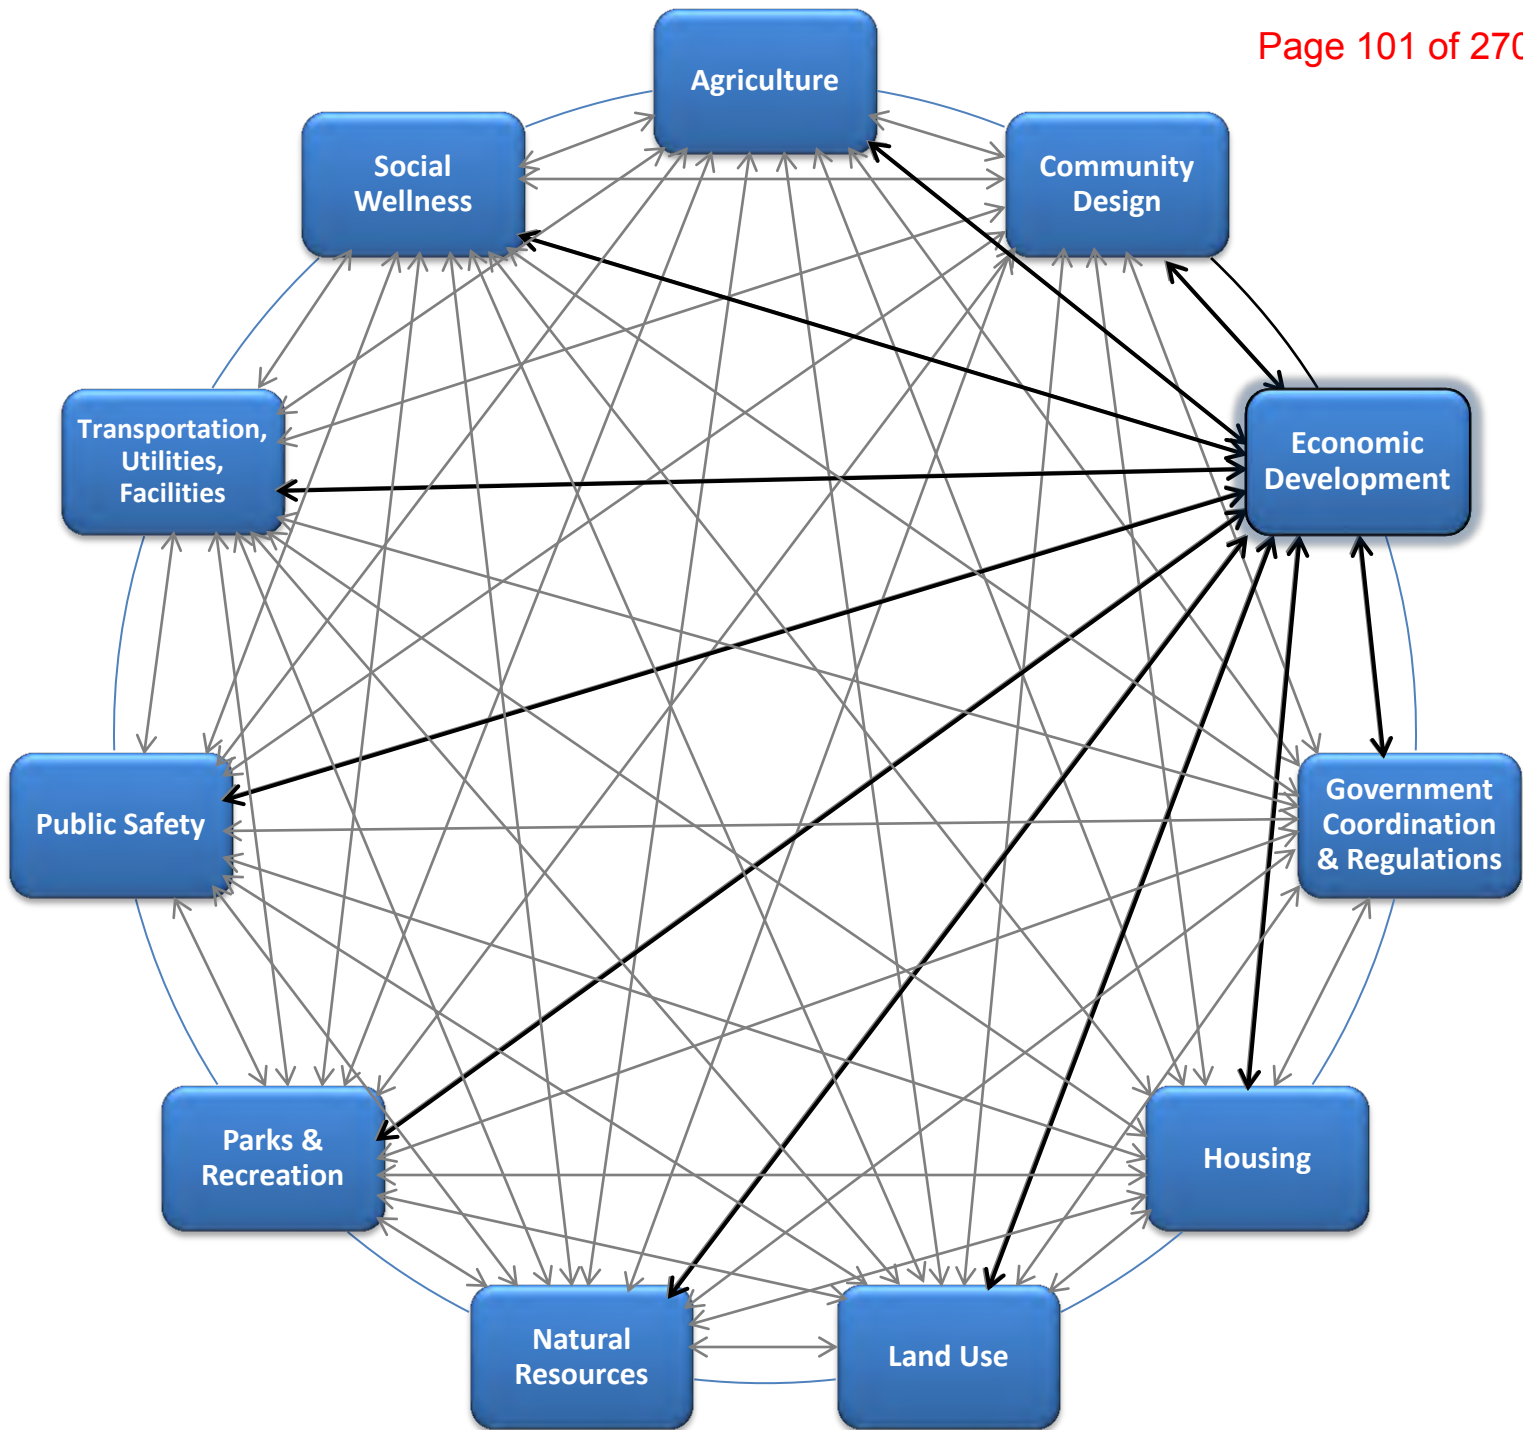 Page 101 of 270
Agriculture
Social
Wellness
Community
Design
Transportation,
Utilities,
Facilities
Economic
Development
Public Safety
Government
Coordination
& Regulations
Parks &
Recreation
Housing
Natural
Resources
Land Use